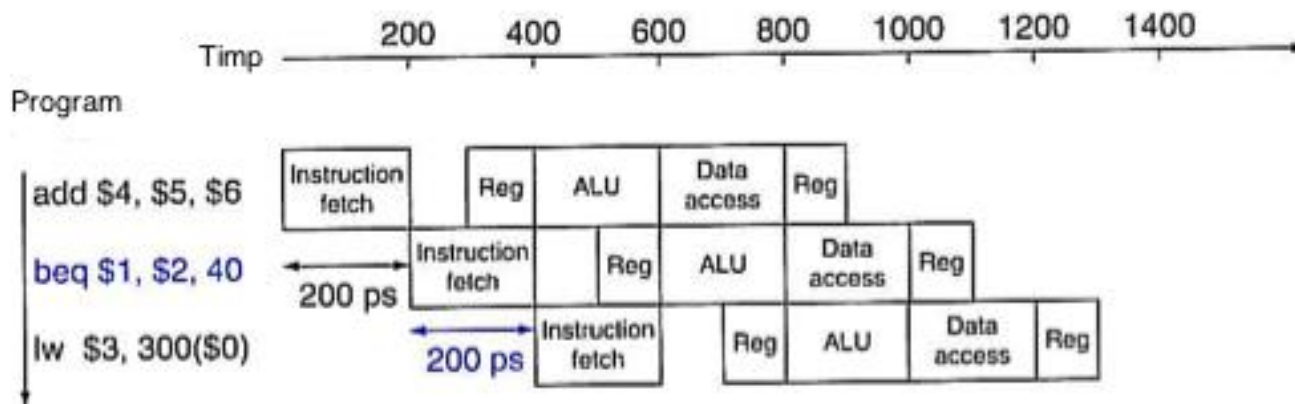 200 400 600 800 1000 1200 1400
Timp
Program
add $4, $5, $6
Instruction
fetch
Reg
ALU
Data
access
Reg
beq $1, $2, 40
200 ps
Instruction
fetch
Reg
ALU
Data
access
Reg
lw $3, 300($0)
200 ps
Instruction
fetch
Reg
ALU
Data
access
Reg